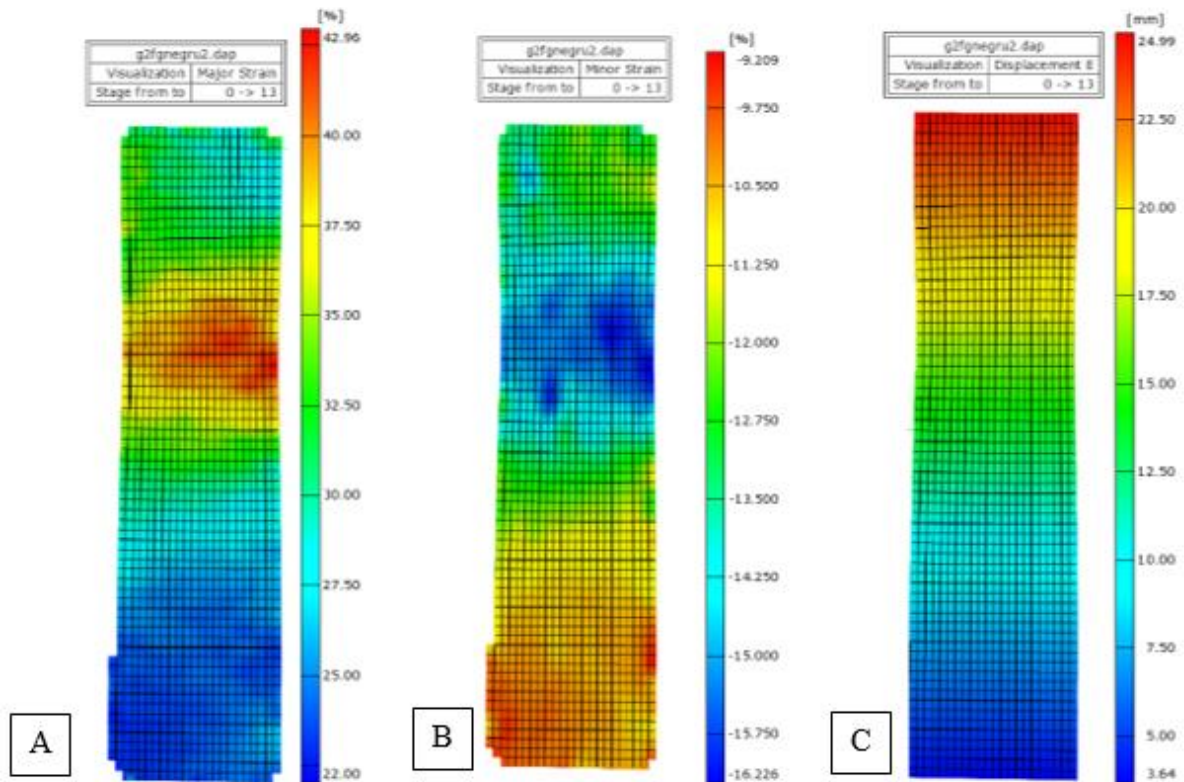 [%]
42.96
g2fgnegru2.dap
Visualization Major Strain
Stage from to 0 -> 13
40.00
37.50
35.00
32.50
30.00
27.50
25.00
22.00
A
[%]
-9.209
g2fgnegru2.dap
Visualization Minor Strain
Stage from to 0 -> 13
-9.750
-10.500
-11.250
-12.000
-12.750
-13.500
-14.250
-15.000
-15.750
-16.226
B
[mm]
24.99
g2fgnegru2.dap
Visualization Displacement E
Stage from to 0 -> 13
22.50
20.00
17.50
15.00
12.50
10.00
7.50
5.00
3.64
C